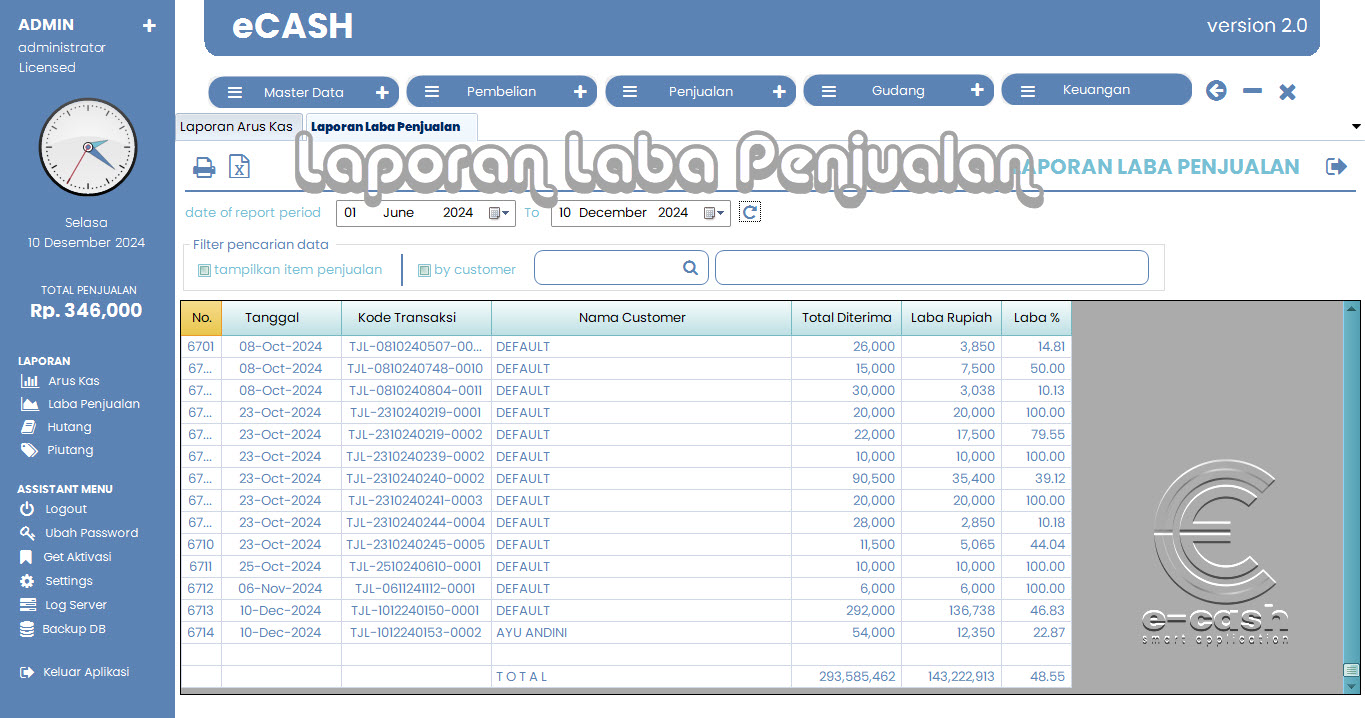 ADMIN +
administrator
Licensed
eCASH
version 2.0
Master Data +
Pembelian +
Penjualan +
Gudang +
Keuangan
Laporan Arus Kas
Laporan Laba Penjualan
Laporan Laba Penjualan
APORAN LABA PENJUALAN
date of report period 01 June 2024 To 10 December 2024
Filter pencarian data
tampilkan item penjualan by customer
Selasa
10 Desember 2024
TOTAL PENJUALAN
Rp. 346,000
LAPORAN
Arus Kas
Laba Penjualan
Hutang
Piutang
ASSISTANT MENU
Logout
Ubah Password
Get Aktivasi
Settings
Log Server
Backup DB
Keluar Aplikasi
No. Tanggal Kode Transaksi Nama Customer Total Diterima Laba Rupiah Laba %
6701 08-Oct-2024 TJL-0810240507-00... DEFAULT 26,000 3,850 14.81
67... 08-Oct-2024 TJL-0810240748-0010 DEFAULT 15,000 7,500 50.00
67... 08-Oct-2024 TJL-0810240804-0011 DEFAULT 30,000 3,038 10.13
67... 23-Oct-2024 TJL-2310240219-0001 DEFAULT 20,000 20,000 100.00
67... 23-Oct-2024 TJL-2310240219-0002 DEFAULT 22,000 17,500 79.55
67... 23-Oct-2024 TJL-2310240239-0002 DEFAULT 10,000 10,000 100.00
67... 23-Oct-2024 TJL-2310240240-0002 DEFAULT 90,500 35,400 39.12
67... 23-Oct-2024 TJL-2310240241-0003 DEFAULT 20,000 20,000 100.00
67... 23-Oct-2024 TJL-2310240244-0004 DEFAULT 28,000 2,850 10.18
6710 23-Oct-2024 TJL-2310240245-0005 DEFAULT 11,500 5,065 44.04
6711 25-Oct-2024 TJL-2510240610-0001 DEFAULT 10,000 10,000 100.00
6712 06-Nov-2024 TJL-0611241112-0001 DEFAULT 6,000 6,000 100.00
6713 10-Dec-2024 TJL-1012240150-0001 DEFAULT 292,000 136,738 46.83
6714 10-Dec-2024 TJL-1012240153-0002 AYU ANDINI 54,000 12,350 22.87
T O T A L 293,585,462 143,222,913 48.55
e-cash
smart application